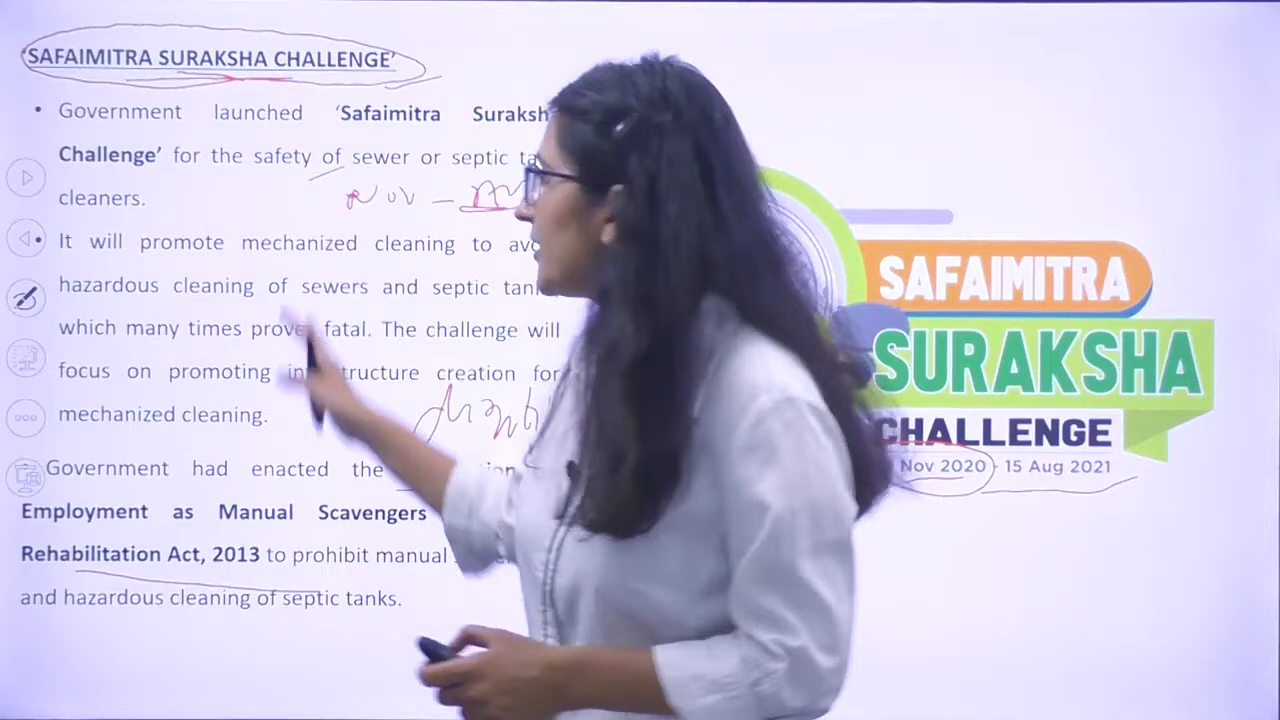 'SAFAIMITRA SURAKSHA CHALLENGE'
• Government launched 'Safaimitra Suraksh
Challenge' for the safety of sewer or septic
cleaners.
Nov –
• It will promote mechanized cleaning to
hazardous cleaning of sewers and septic
which many times prove fatal. The challenge will
focus on promoting structure creation for
mechanized cleaning.
Government had enacted the
Employment as Manual Scavengers
Rehabilitation Act, 2013 to prohibit manual
and hazardous cleaning of septic tanks.
SAFAIMITRA
SURAKSHA
CHALLENGE
Nov 2020 - 15 Aug 2021